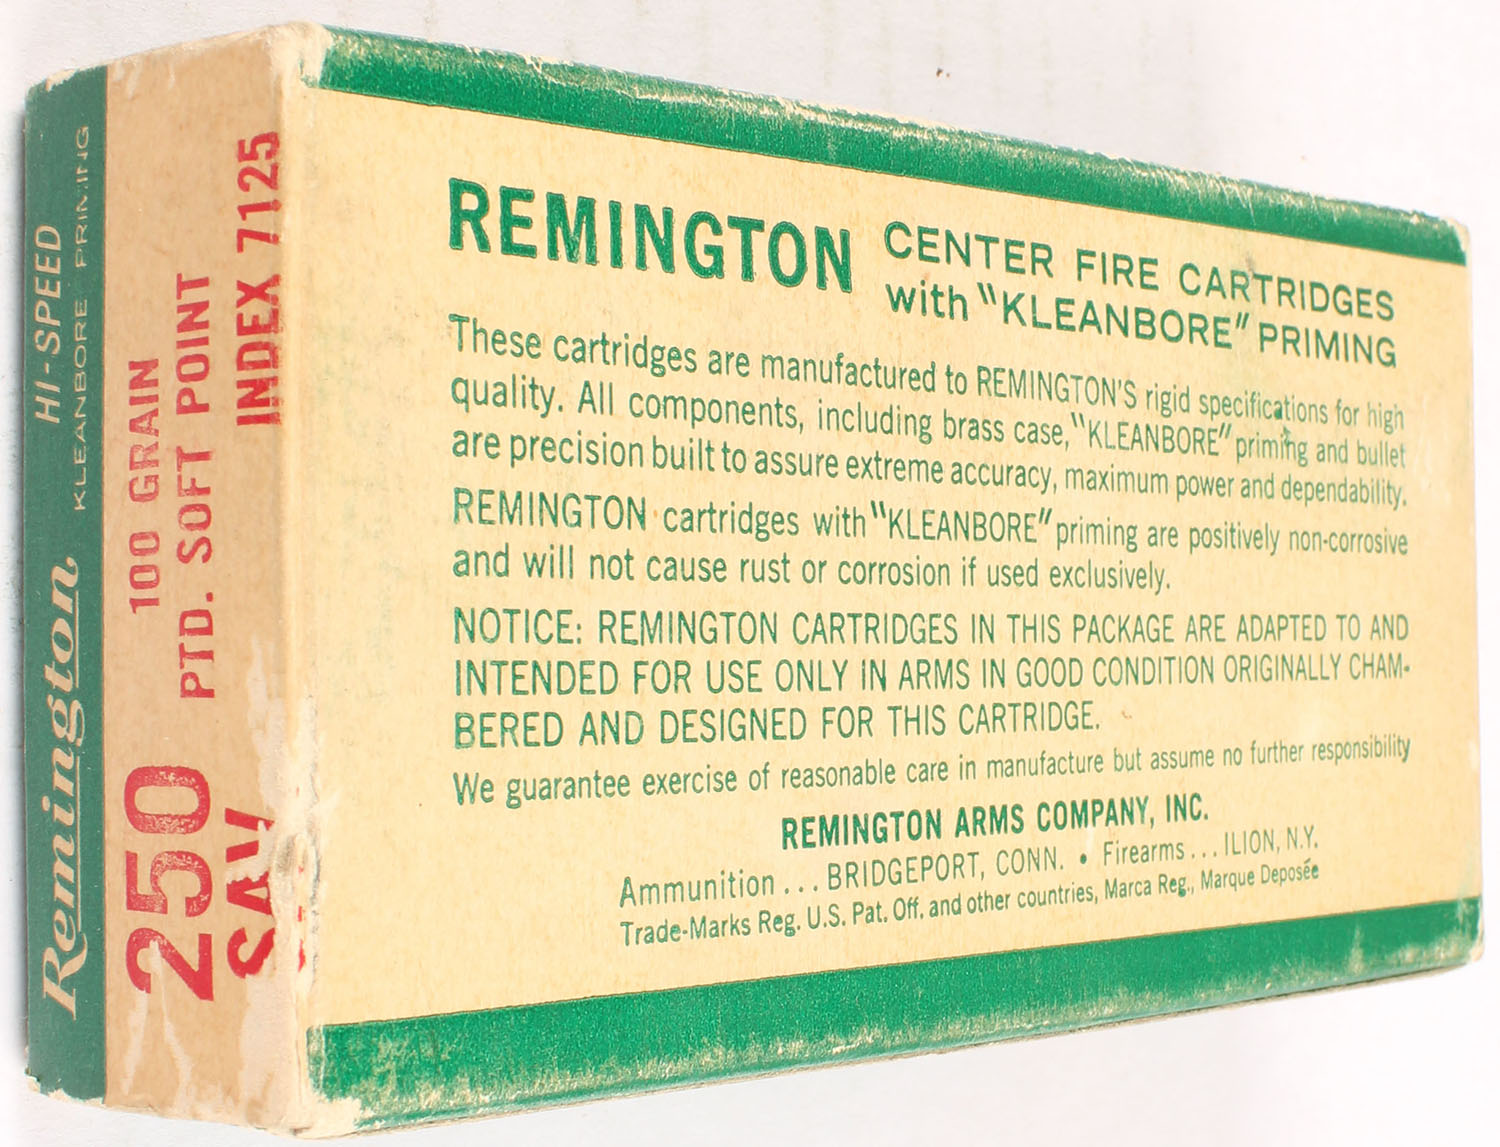 Remington HI-SPEED
KLEANBORE PRIMING
250 100 GRAIN
SAV PTD. SOFT POINT
INDEX 7125
REMINGTON CENTER FIRE CARTRIDGES
with "KLEANBORE" PRIMING
These cartridges are manufactured to REMINGTON'S rigid specifications for high
quality. All components, including brass case, "KLEANBORE" priming and bullet
are precision built to assure extreme accuracy, maximum power and dependability.
REMINGTON cartridges with "KLEANBORE" priming are positively non-corrosive
and will not cause rust or corrosion if used exclusively.
NOTICE: REMINGTON CARTRIDGES IN THIS PACKAGE ARE ADAPTED TO AND
INTENDED FOR USE ONLY IN ARMS IN GOOD CONDITION ORIGINALLY CHAM-
BERED AND DESIGNED FOR THIS CARTRIDGE.
We guarantee exercise of reasonable care in manufacture but assume no further responsibility
REMINGTON ARMS COMPANY, INC.
Ammunition . . . BRIDGEPORT, CONN. • Firearms . . . ILION, N.Y.
Trade-Marks Reg. U.S. Pat. Off. and other countries, Marca Reg., Marque Deposée